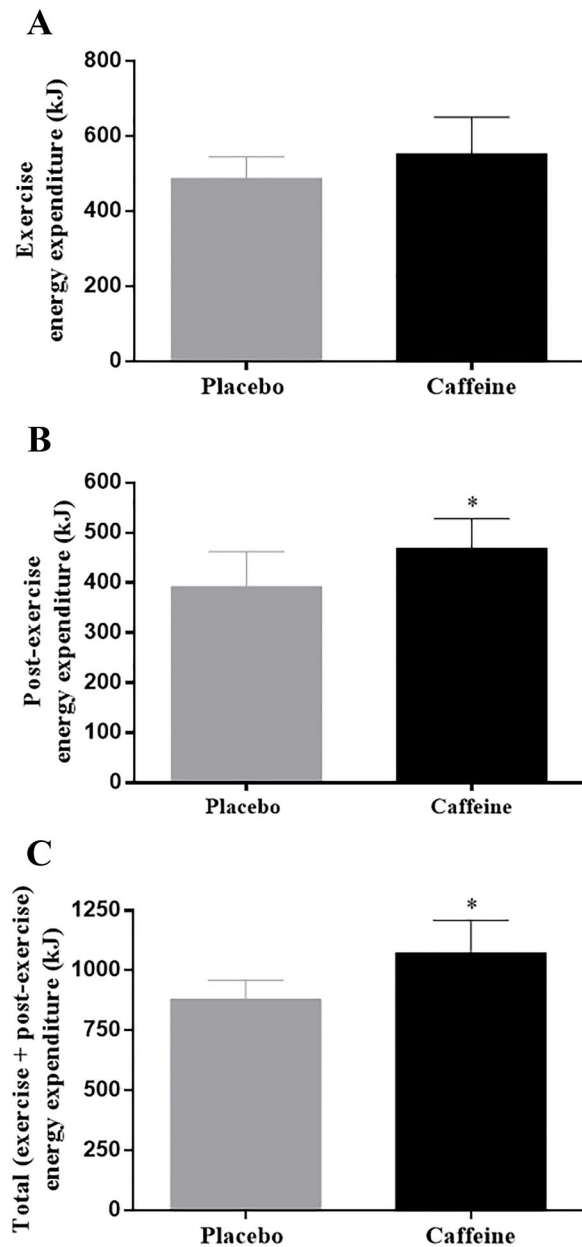 A
Exercise
energy expenditure (kJ)
800
600
400
200
0
Placebo
Caffeine
B
Post-exercise
energy expenditure (kJ)
600
500
400
300
200
100
0
*
Placebo
Caffeine
C
Total (exercise + post-exercise)
energy expenditure (kJ)
1250
1000
750
500
250
0
*
Placebo
Caffeine